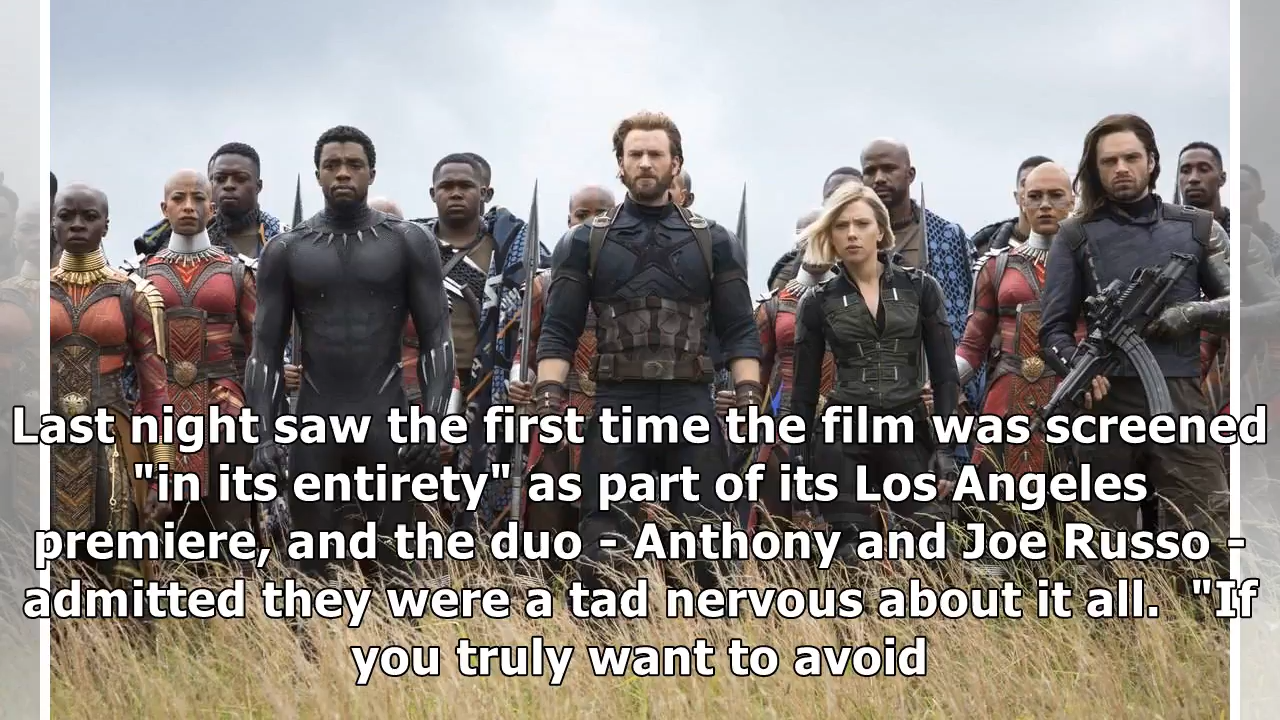 Last night saw the first time the film was screened
"in its entirety" as part of its Los Angeles
premiere, and the duo - Anthony and Joe Russo -
admitted they were a tad nervous about it all.  "If
you truly want to avoid